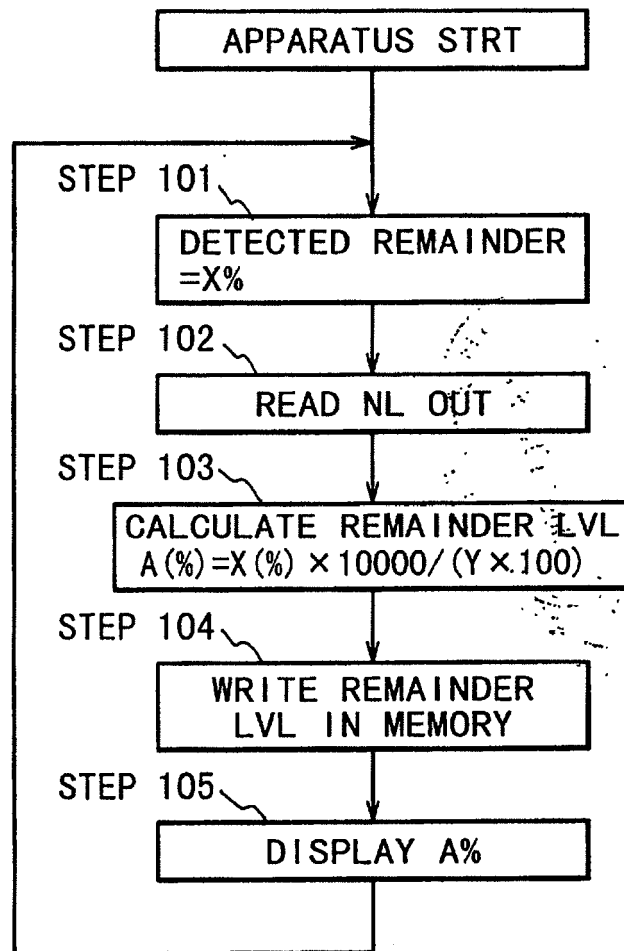 APPARATUS STRT
STEP 101
DETECTED REMAINDER
=X%
STEP 102
READ NL OUT
STEP 103
CALCULATE REMAINDER LVL
A(%)=X(%)×10000/(Y×100)
STEP 104
WRITE REMAINDER
LVL IN MEMORY
STEP 105
DISPLAY A%